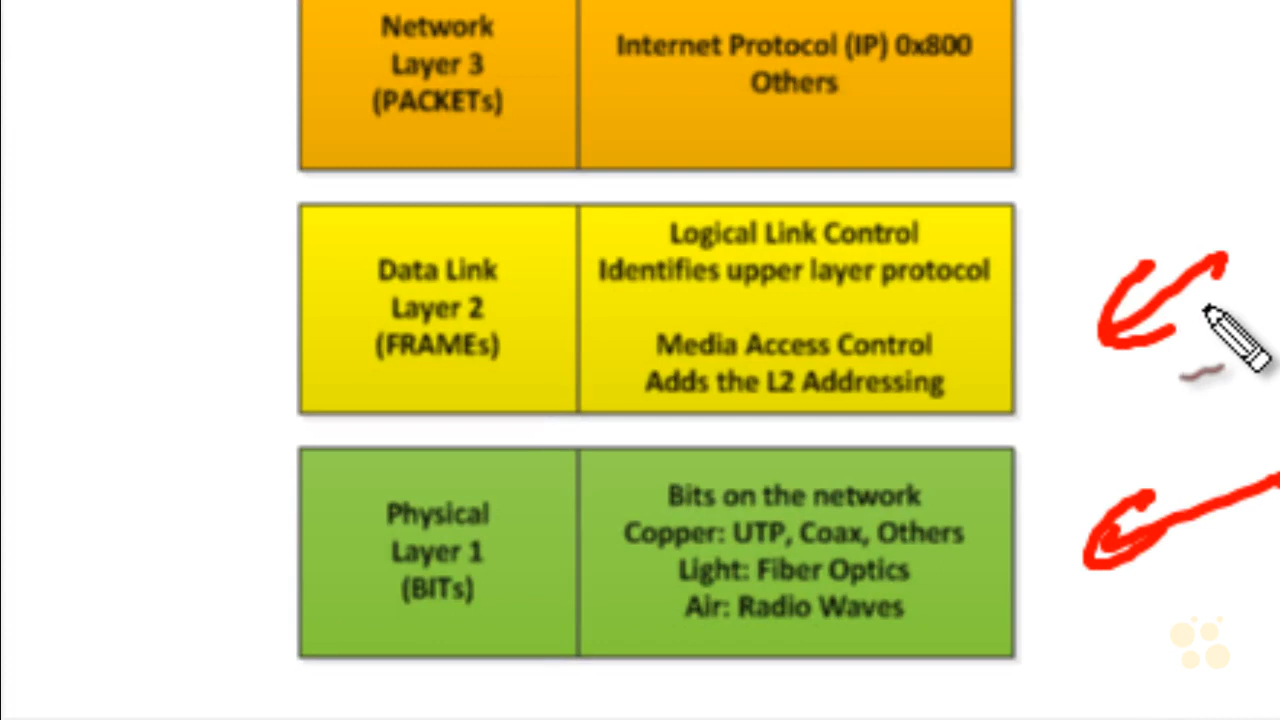 Network
Layer 3
(PACKETs)
Internet Protocol (IP) 0x800
Others
Data Link
Layer 2
(FRAMEs)
Logical Link Control
Identifies upper layer protocol
Media Access Control
Adds the L2 Addressing
Physical
Layer 1
(BITs)
Bits on the network
Copper: UTP, Coax, Others
Light: Fiber Optics
Air: Radio Waves